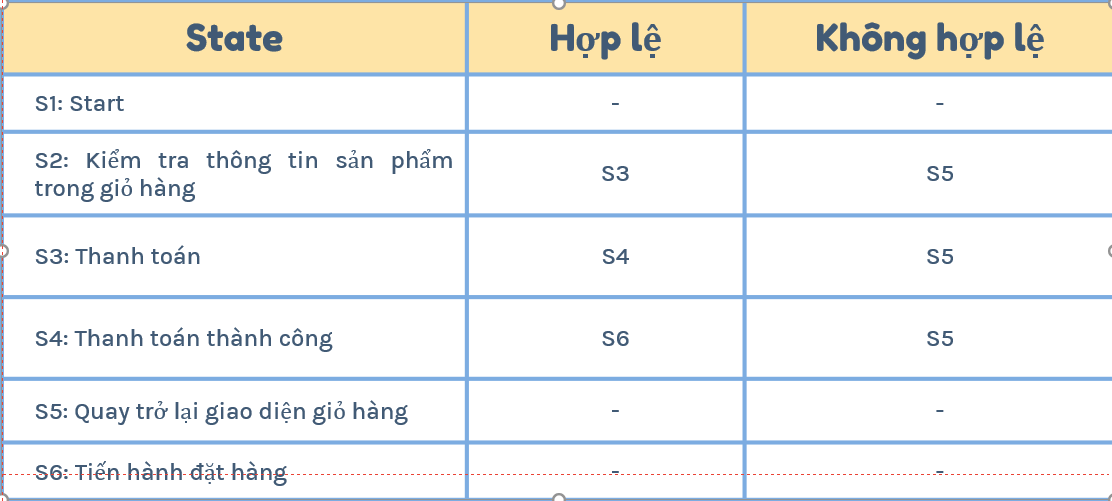 State Hợp lệ Không hợp lệ
S1: Start - -
S2: Kiểm tra thông tin sản phẩm
trong giỏ hàng
S3 S5
S3: Thanh toán S4 S5
S4: Thanh toán thành công S6 S5
S5: Quay trở lại giao diện giỏ hàng - -
S6: Tiến hành đặt hàng - -